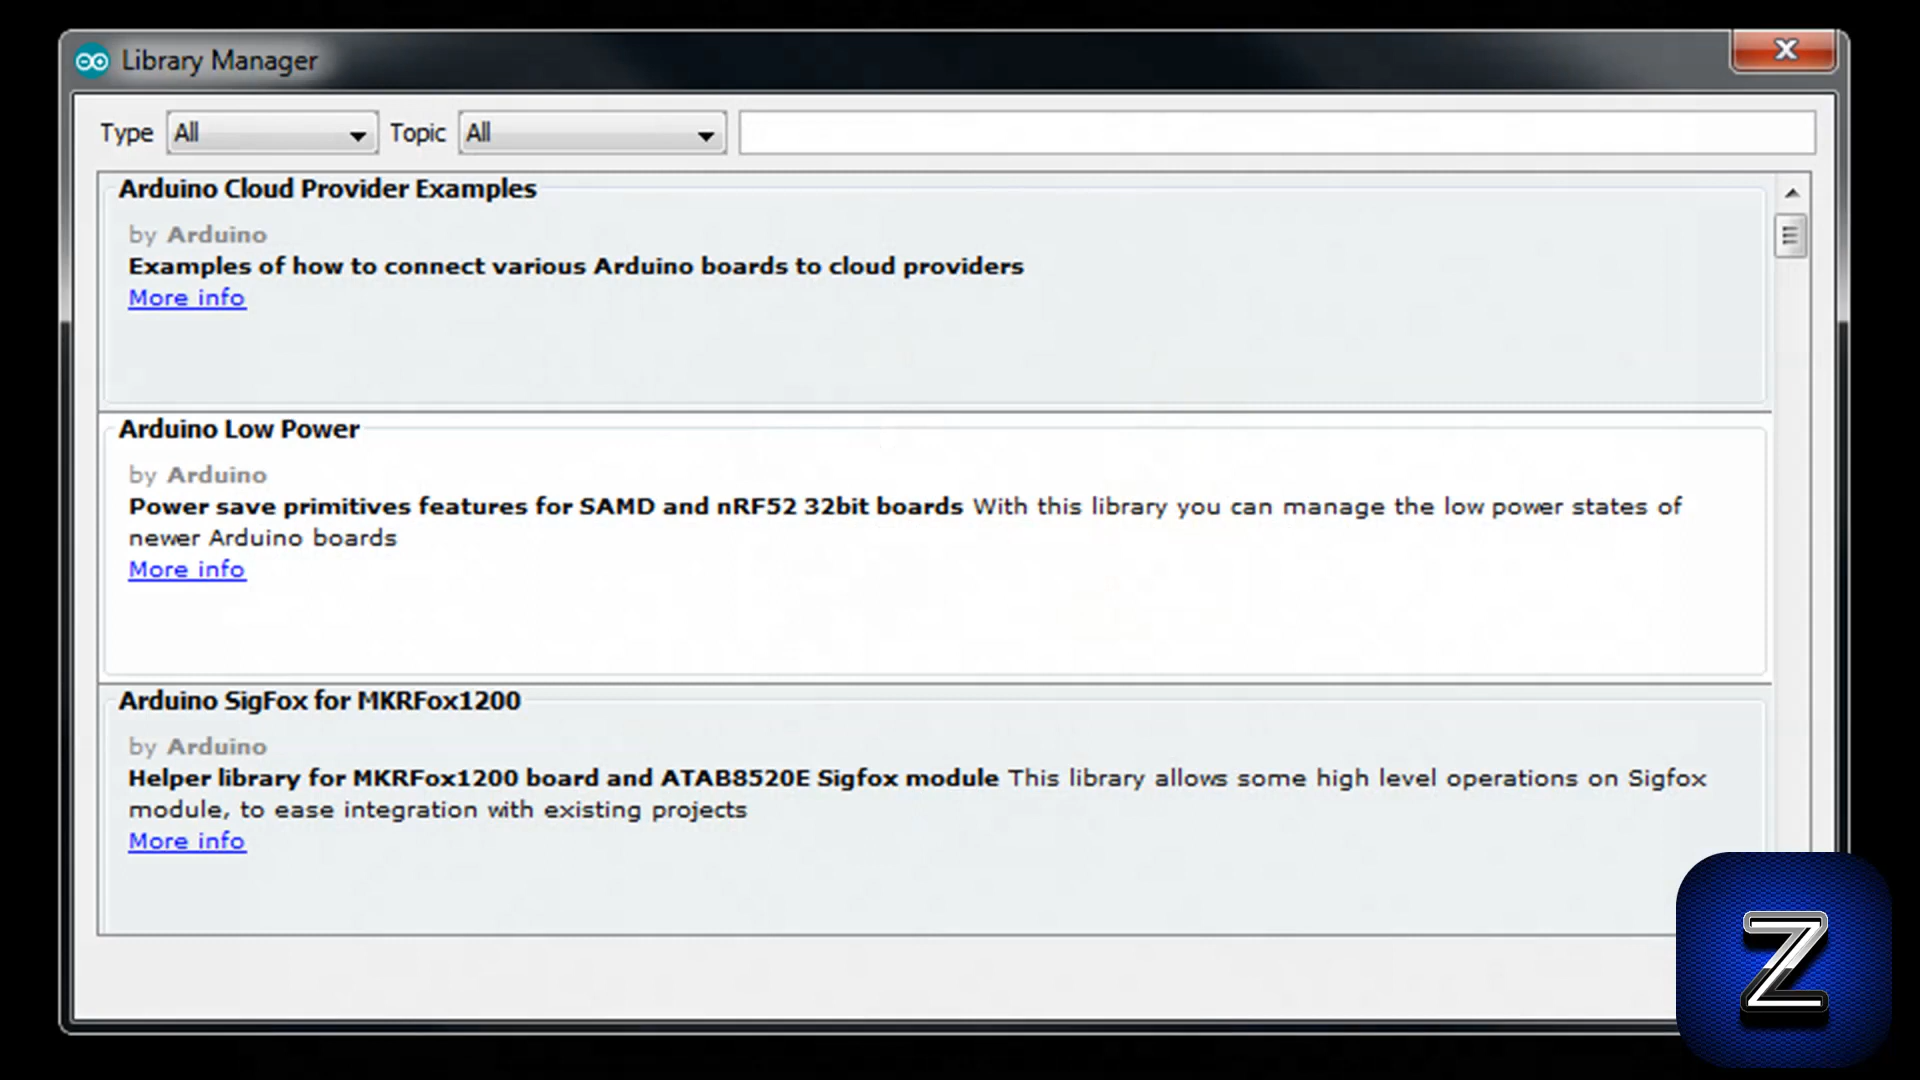 Library Manager
Type All Topic All
Arduino Cloud Provider Examples
by Arduino
Examples of how to connect various Arduino boards to cloud providers
More info
Arduino Low Power
by Arduino
Power save primitives features for SAMD and nRF52 32bit boards With this library you can manage the low power states of
newer Arduino boards
More info
Arduino SigFox for MKRFox1200
by Arduino
Helper library for MKRFox1200 board and ATAB8520E Sigfox module This library allows some high level operations on Sigfox
module, to ease integration with existing projects
More info
Z